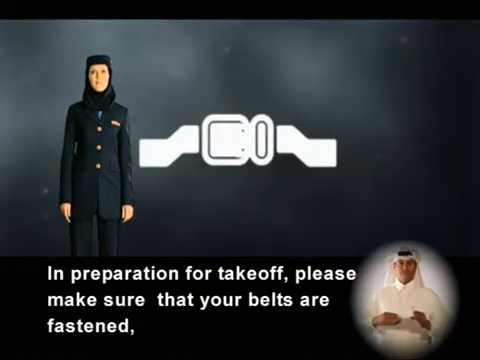 In preparation for takeoff, please
make sure  that your belts are
fastened,